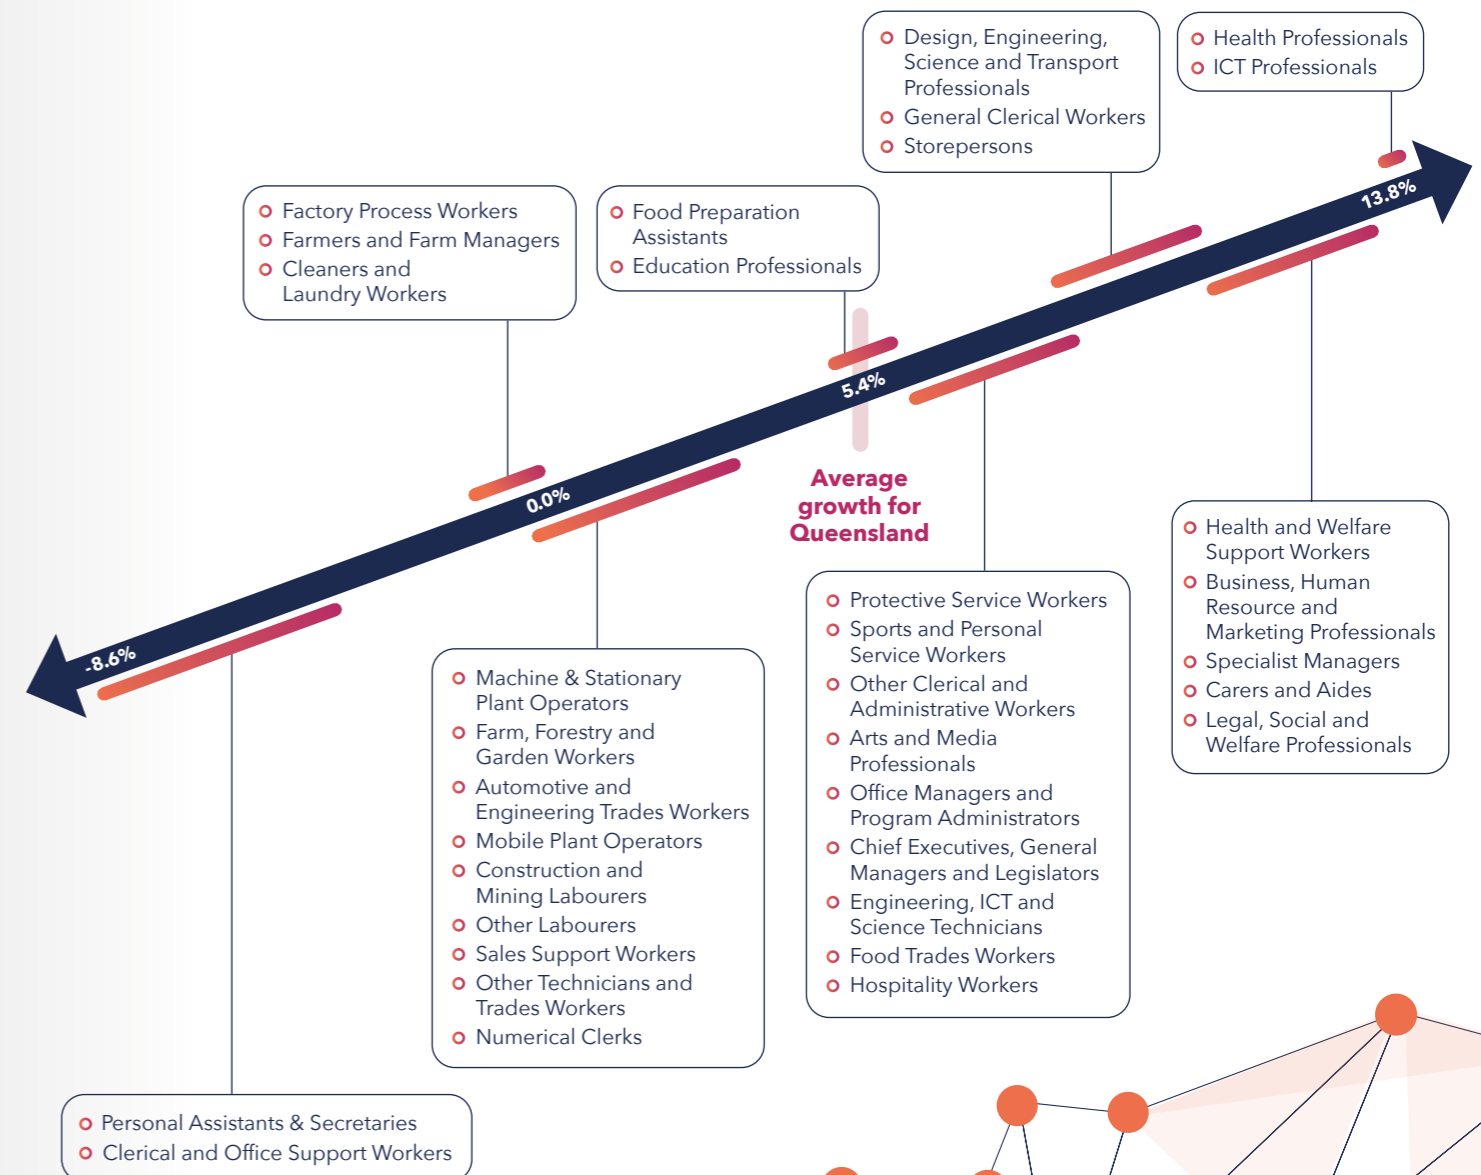 Design, Engineering,
Science and Transport
Professionals
General Clerical Workers
Storepersons
Health Professionals
ICT Professionals
13.8%
Factory Process Workers
Farmers and Farm Managers
Cleaners and
Laundry Workers
Food Preparation
Assistants
Education Professionals
5.4%
Average
growth for
Queensland
0.0%
-8.6%
Machine & Stationary
Plant Operators
Farm, Forestry and
Garden Workers
Automotive and
Engineering Trades Workers
Mobile Plant Operators
Construction and
Mining Labourers
Other Labourers
Sales Support Workers
Other Technicians and
Trades Workers
Numerical Clerks
Protective Service Workers
Sports and Personal
Service Workers
Other Clerical and
Administrative Workers
Arts and Media
Professionals
Office Managers and
Program Administrators
Chief Executives, General
Managers and Legislators
Engineering, ICT and
Science Technicians
Food Trades Workers
Hospitality Workers
Health and Welfare
Support Workers
Business, Human
Resource and
Marketing Professionals
Specialist Managers
Carers and Aides
Legal, Social and
Welfare Professionals
Personal Assistants & Secretaries
Clerical and Office Support Workers